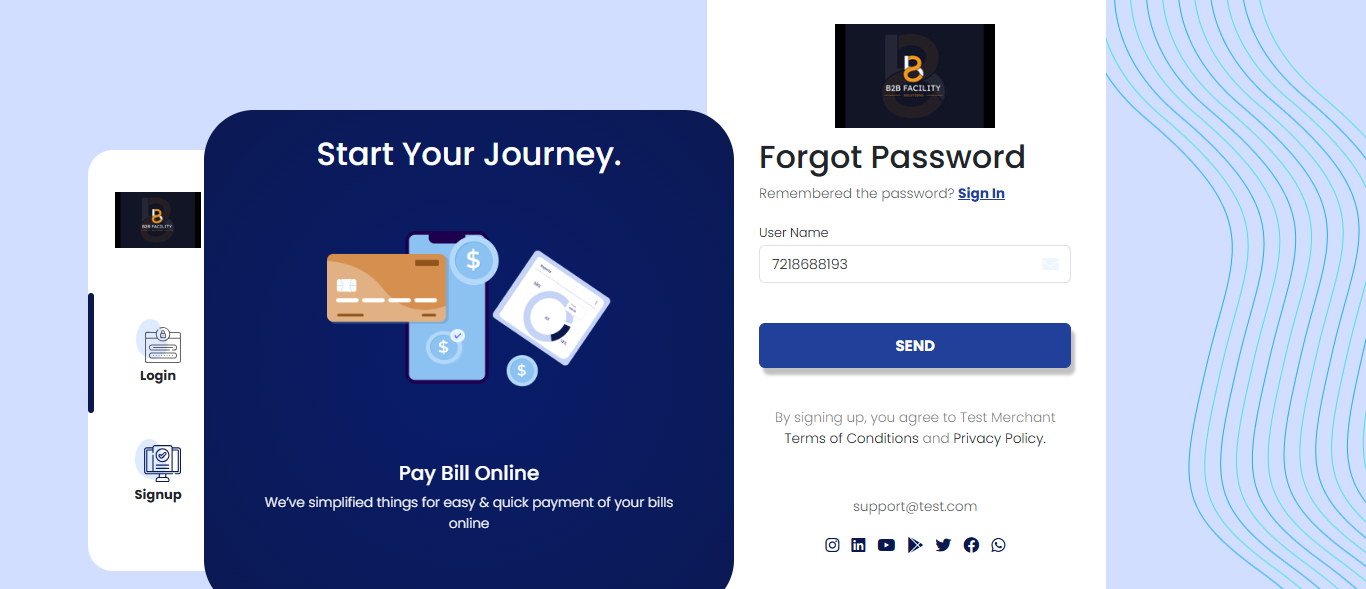 B2B FACILITY
Login
Signup
Start Your Journey.
$
$
$
Pay Bill Online
We've simplified things for easy & quick payment of your bills
online
B2B FACILITY
SOLUTIONS
Forgot Password
Remembered the password? Sign In
User Name
7218688193
SEND
By signing up, you agree to Test Merchant
Terms of Conditions and Privacy Policy.
support@test.com